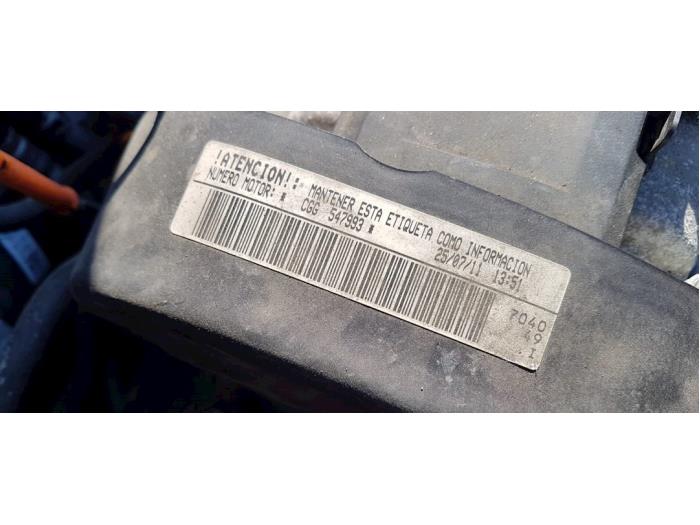 !ATENCION!: MANTENER ESTA ETIQUETA COMO INFORMACION
NUMERO MOTOR: * CGG 547993 * 25/07/11 13:51
7040
49
. I